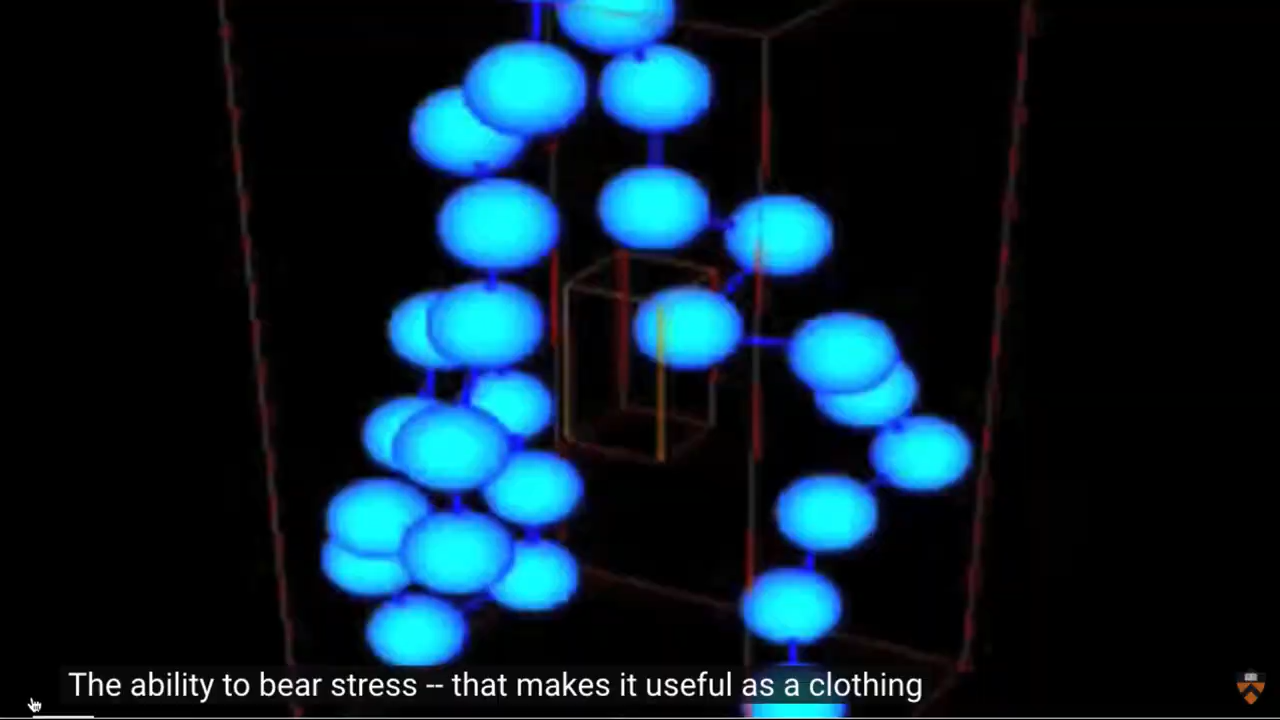 The ability to bear stress -- that makes it useful as a clothing